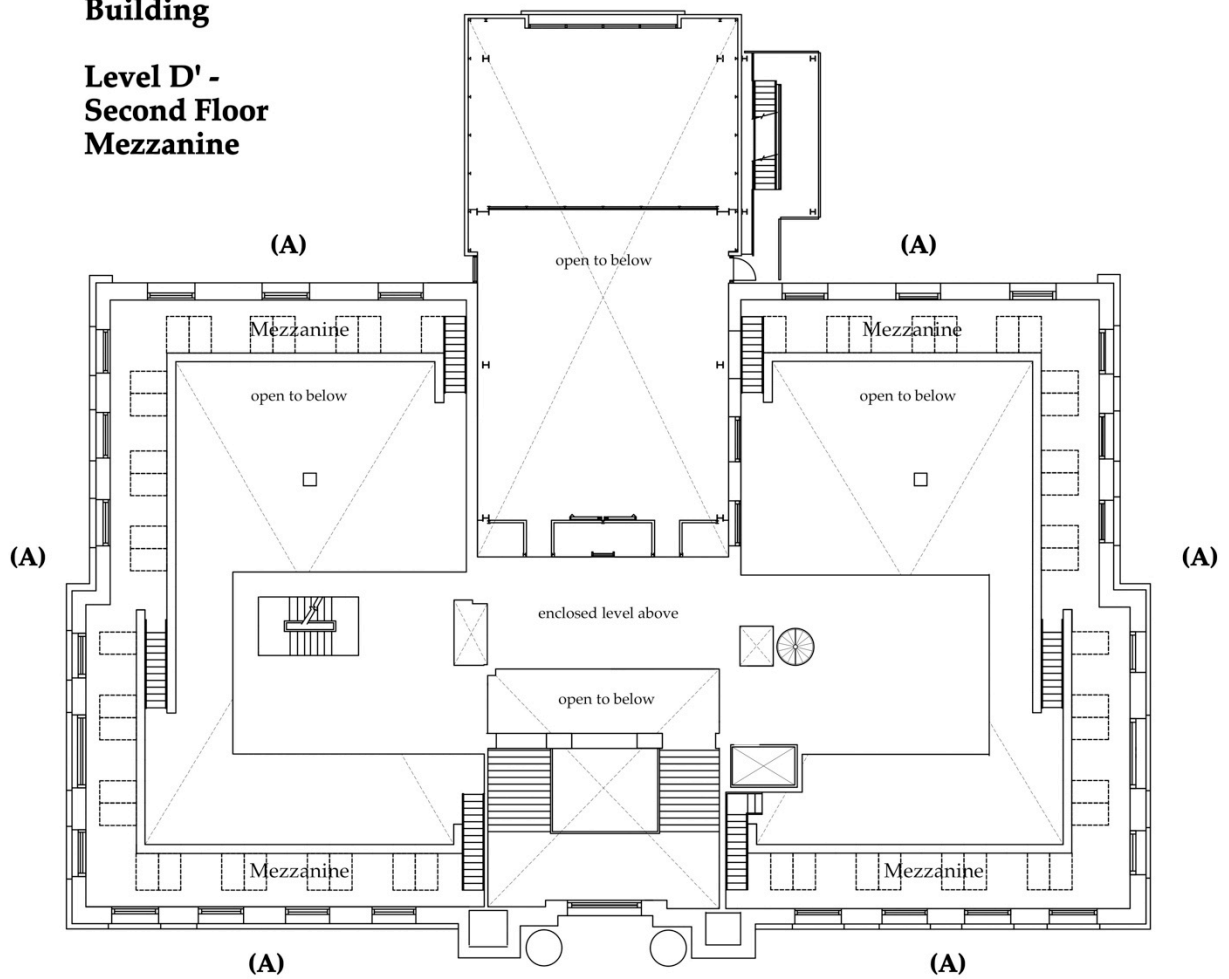 Building
Level D' -
Second Floor
Mezzanine
(A)
(A)
open to below
Mezzanine
Mezzanine
open to below
open to below
(A)
(A)
enclosed level above
open to below
Mezzanine
Mezzanine
(A)
(A)